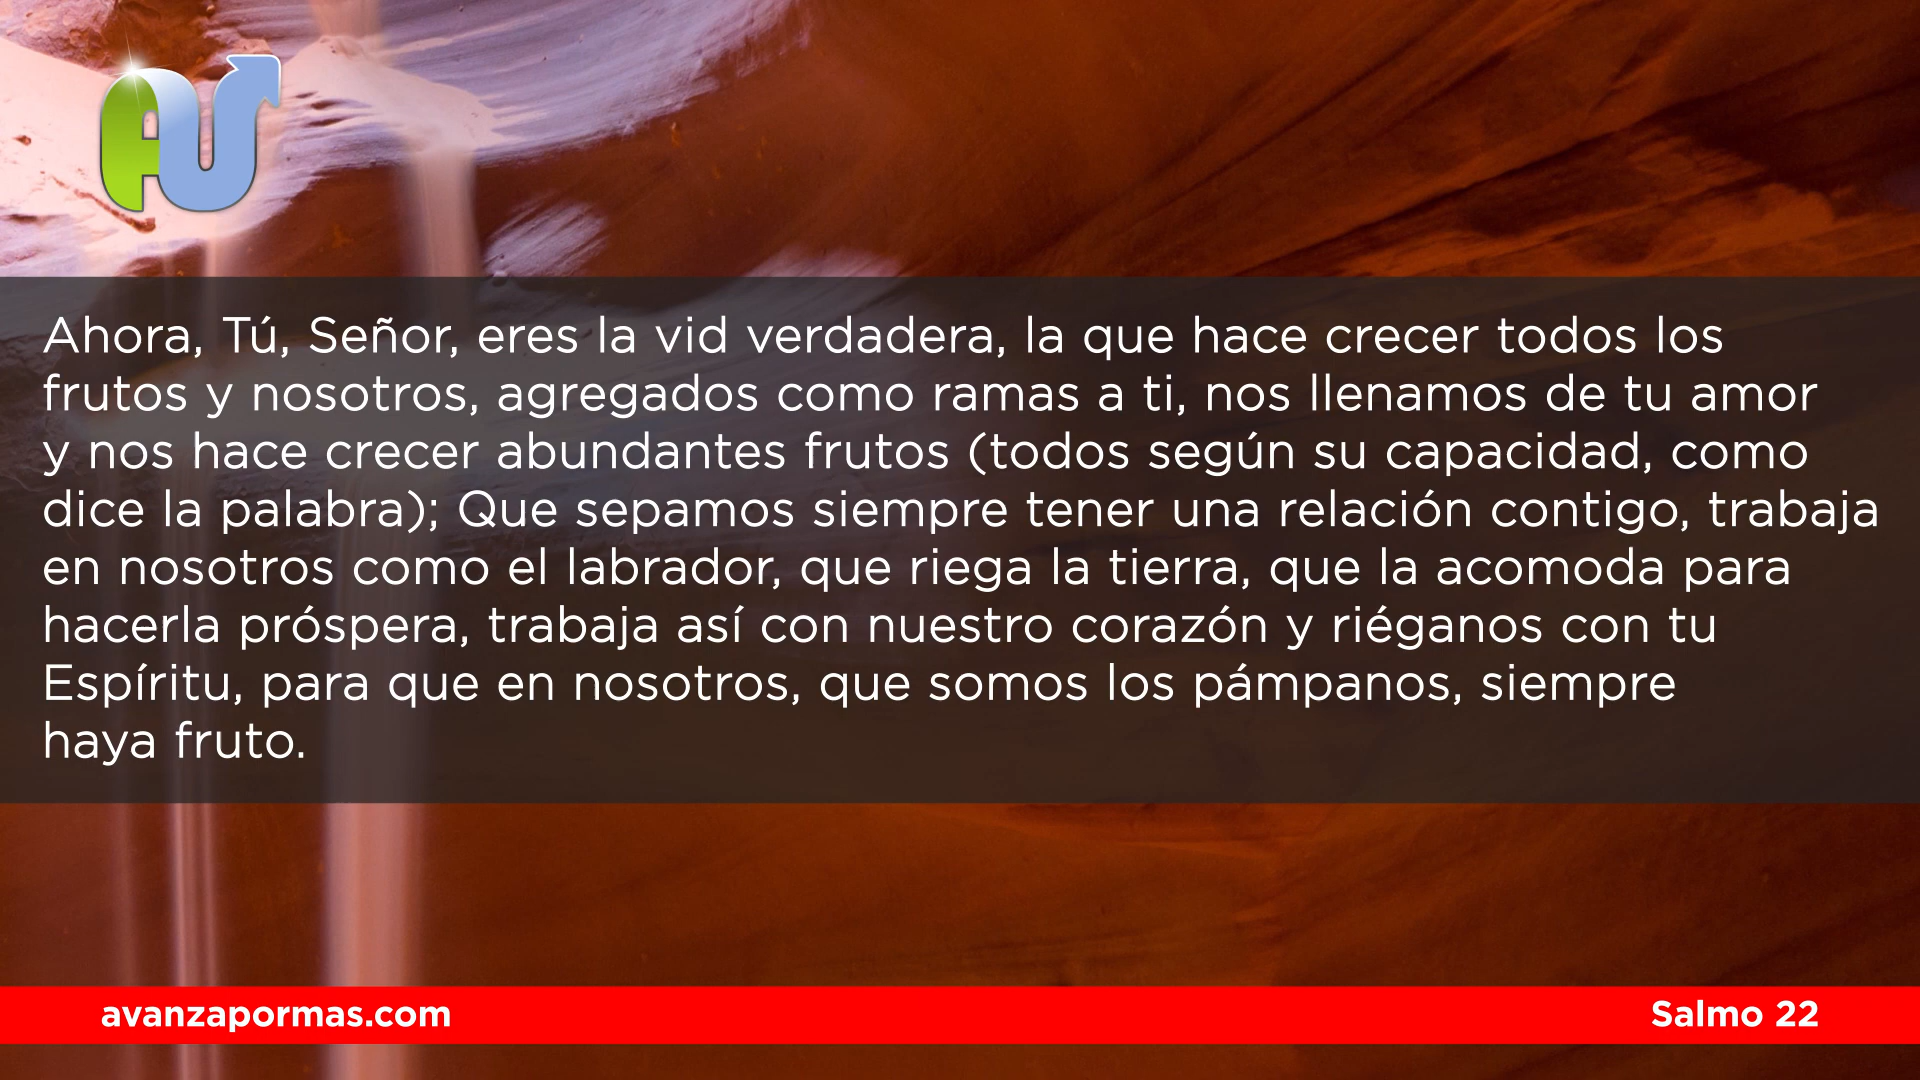 Ahora, Tú, Señor, eres la vid verdadera, la que hace crecer todos los
frutos y nosotros, agregados como ramas a ti, nos llenamos de tu amor
y nos hace crecer abundantes frutos (todos según su capacidad, como
dice la palabra); Que sepamos siempre tener una relación contigo, trabaja
en nosotros como el labrador, que riega la tierra, que la acomoda para
hacerla próspera, trabaja así con nuestro corazón y riéganos con tu
Espíritu, para que en nosotros, que somos los pámpanos, siempre
haya fruto.
avanzapormas.com
Salmo 22